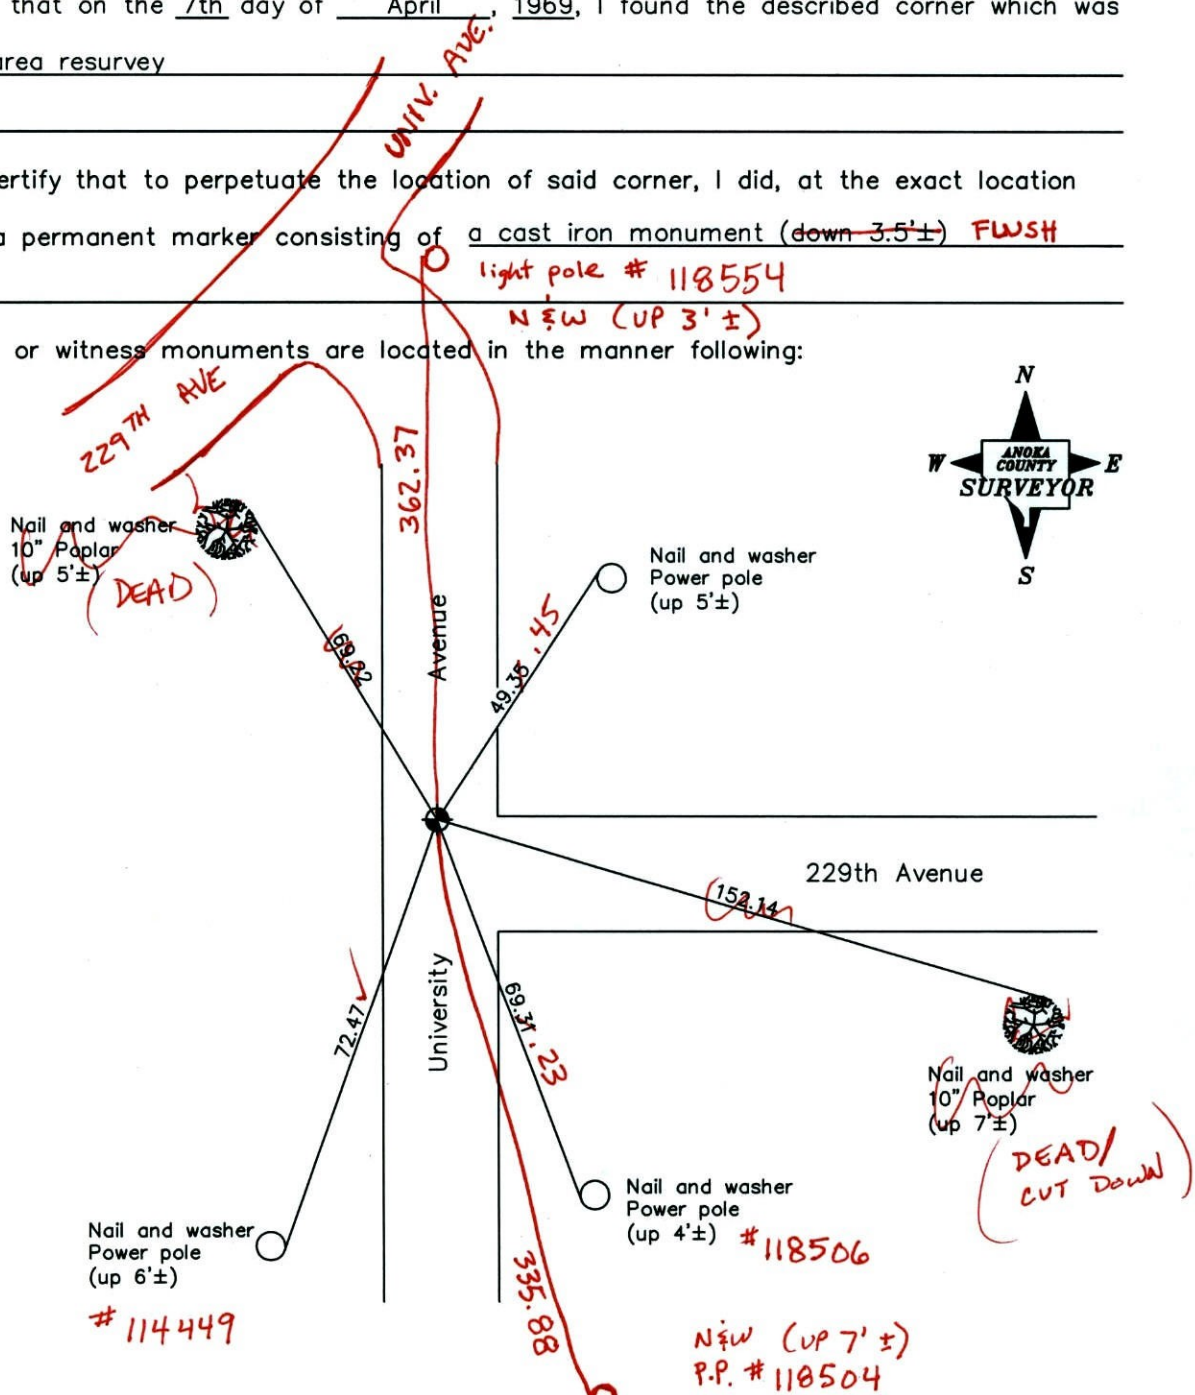 that on the 7th day of April, 1969, I found the described corner which was
area resurvey
UNIV. AVE.
ertify that to perpetuate the location of said corner, I did, at the exact location
a permanent marker consisting of a cast iron monument (down 3.5'±) FLUSH
light pole # 118554
N & W (UP 3' ±)
or witness monuments are located in the manner following:
229TH AVE
362.37
N
W
ANOKA
COUNTY
SURVEYOR
E
S
Nail and washer
10" Poplar
(up 5'±)
(DEAD)
Nail and washer
Power pole
(up 5'±)
69.22
Avenue
49.35 .45
229th Avenue
152.14
University
72.47
69.31 .23
Nail and washer
10" Poplar
(up 7'±)
(DEAD/
CUT DOWN)
Nail and washer
Power pole
(up 4'±) #118506
Nail and washer
Power pole
(up 6'±)
#114449
335.88
N&W (UP 7' ±)
P.P. # 118504